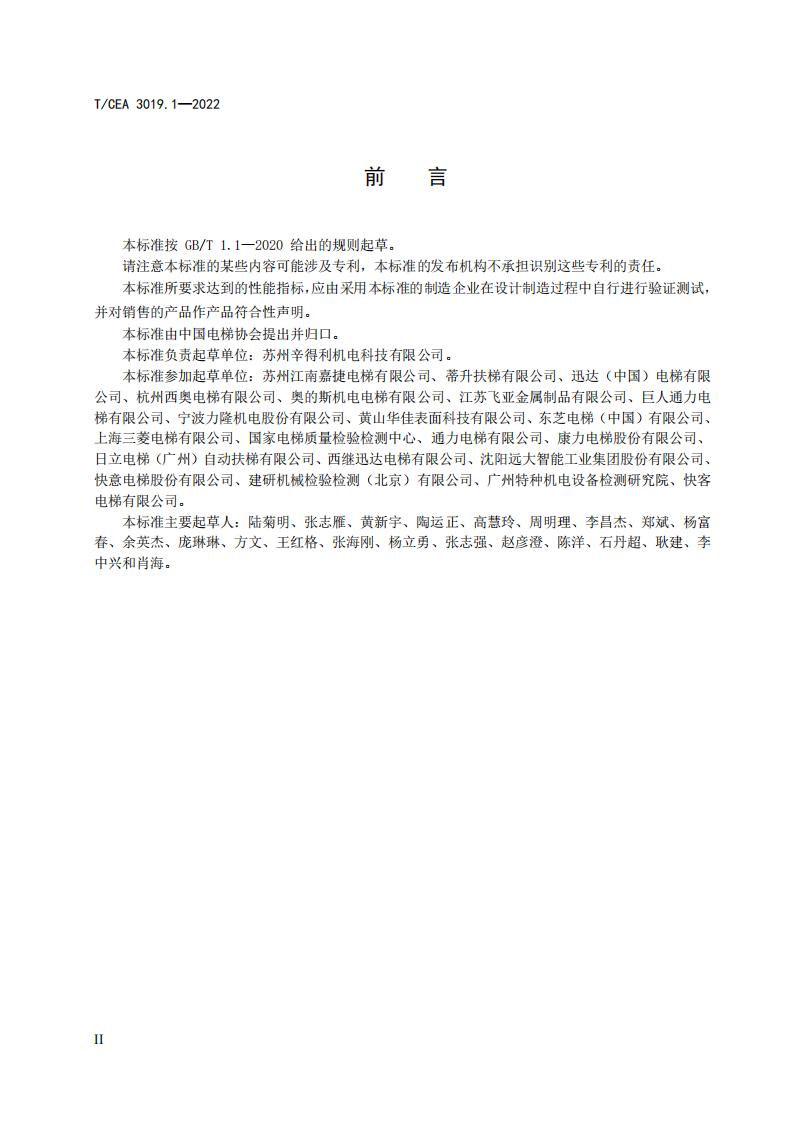 T/CEA 3019.1—2022
前 言
本标准按 GB/T 1.1—2020 给出的规则起草。
请注意本标准的某些内容可能涉及专利，本标准的发布机构不承担识别这些专利的责任。
本标准所要求达到的性能指标，应由采用本标准的制造企业在设计制造过程中自行进行验证测试，
并对销售的产品作产品符合性声明。
本标准由中国电梯协会提出并归口。
本标准负责起草单位：苏州辛得利机电科技有限公司。
本标准参加起草单位：苏州江南嘉捷电梯有限公司、蒂升扶梯有限公司、迅达（中国）电梯有限
公司、杭州西奥电梯有限公司、奥的斯机电电梯有限公司、江苏飞亚金属制品有限公司、巨人通力电
梯有限公司、宁波力隆机电股份有限公司、黄山华佳表面科技有限公司、东芝电梯（中国）有限公司、
上海三菱电梯有限公司、国家电梯质量检验检测中心、通力电梯有限公司、康力电梯股份有限公司、
日立电梯（广州）自动扶梯有限公司、西继迅达电梯有限公司、沈阳远大智能工业集团股份有限公司、
快意电梯股份有限公司、建研机械检验检测（北京）有限公司、广州特种机电设备检测研究院、快客
电梯有限公司。
本标准主要起草人：陆菊明、张志雁、黄新宇、陶运正、高慧玲、周明理、李昌杰、郑斌、杨富
春、余英杰、庞琳琳、方文、王红格、张海刚、杨立勇、张志强、赵彦澄、陈洋、石丹超、耿建、李
中兴和肖海。
II